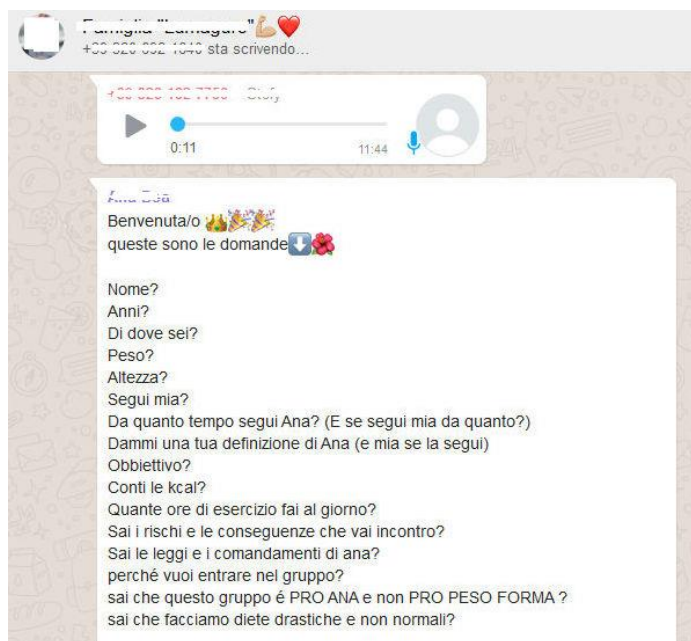 sta scrivendo...
0:11
11:44
Benvenuta/o
queste sono le domande
Nome?
Anni?
Di dove sei?
Peso?
Altezza?
Segui mia?
Da quanto tempo segui Ana? (E se segui mia da quanto?)
Dammi una tua definizione di Ana (e mia se la segui)
Obbiettivo?
Conti le kcal?
Quante ore di esercizio fai al giorno?
Sai i rischi e le conseguenze che vai incontro?
Sai le leggi e i comandamenti di ana?
perché vuoi entrare nel gruppo?
sai che questo gruppo é PRO ANA e non PRO PESO FORMA ?
sai che facciamo diete drastiche e non normali?